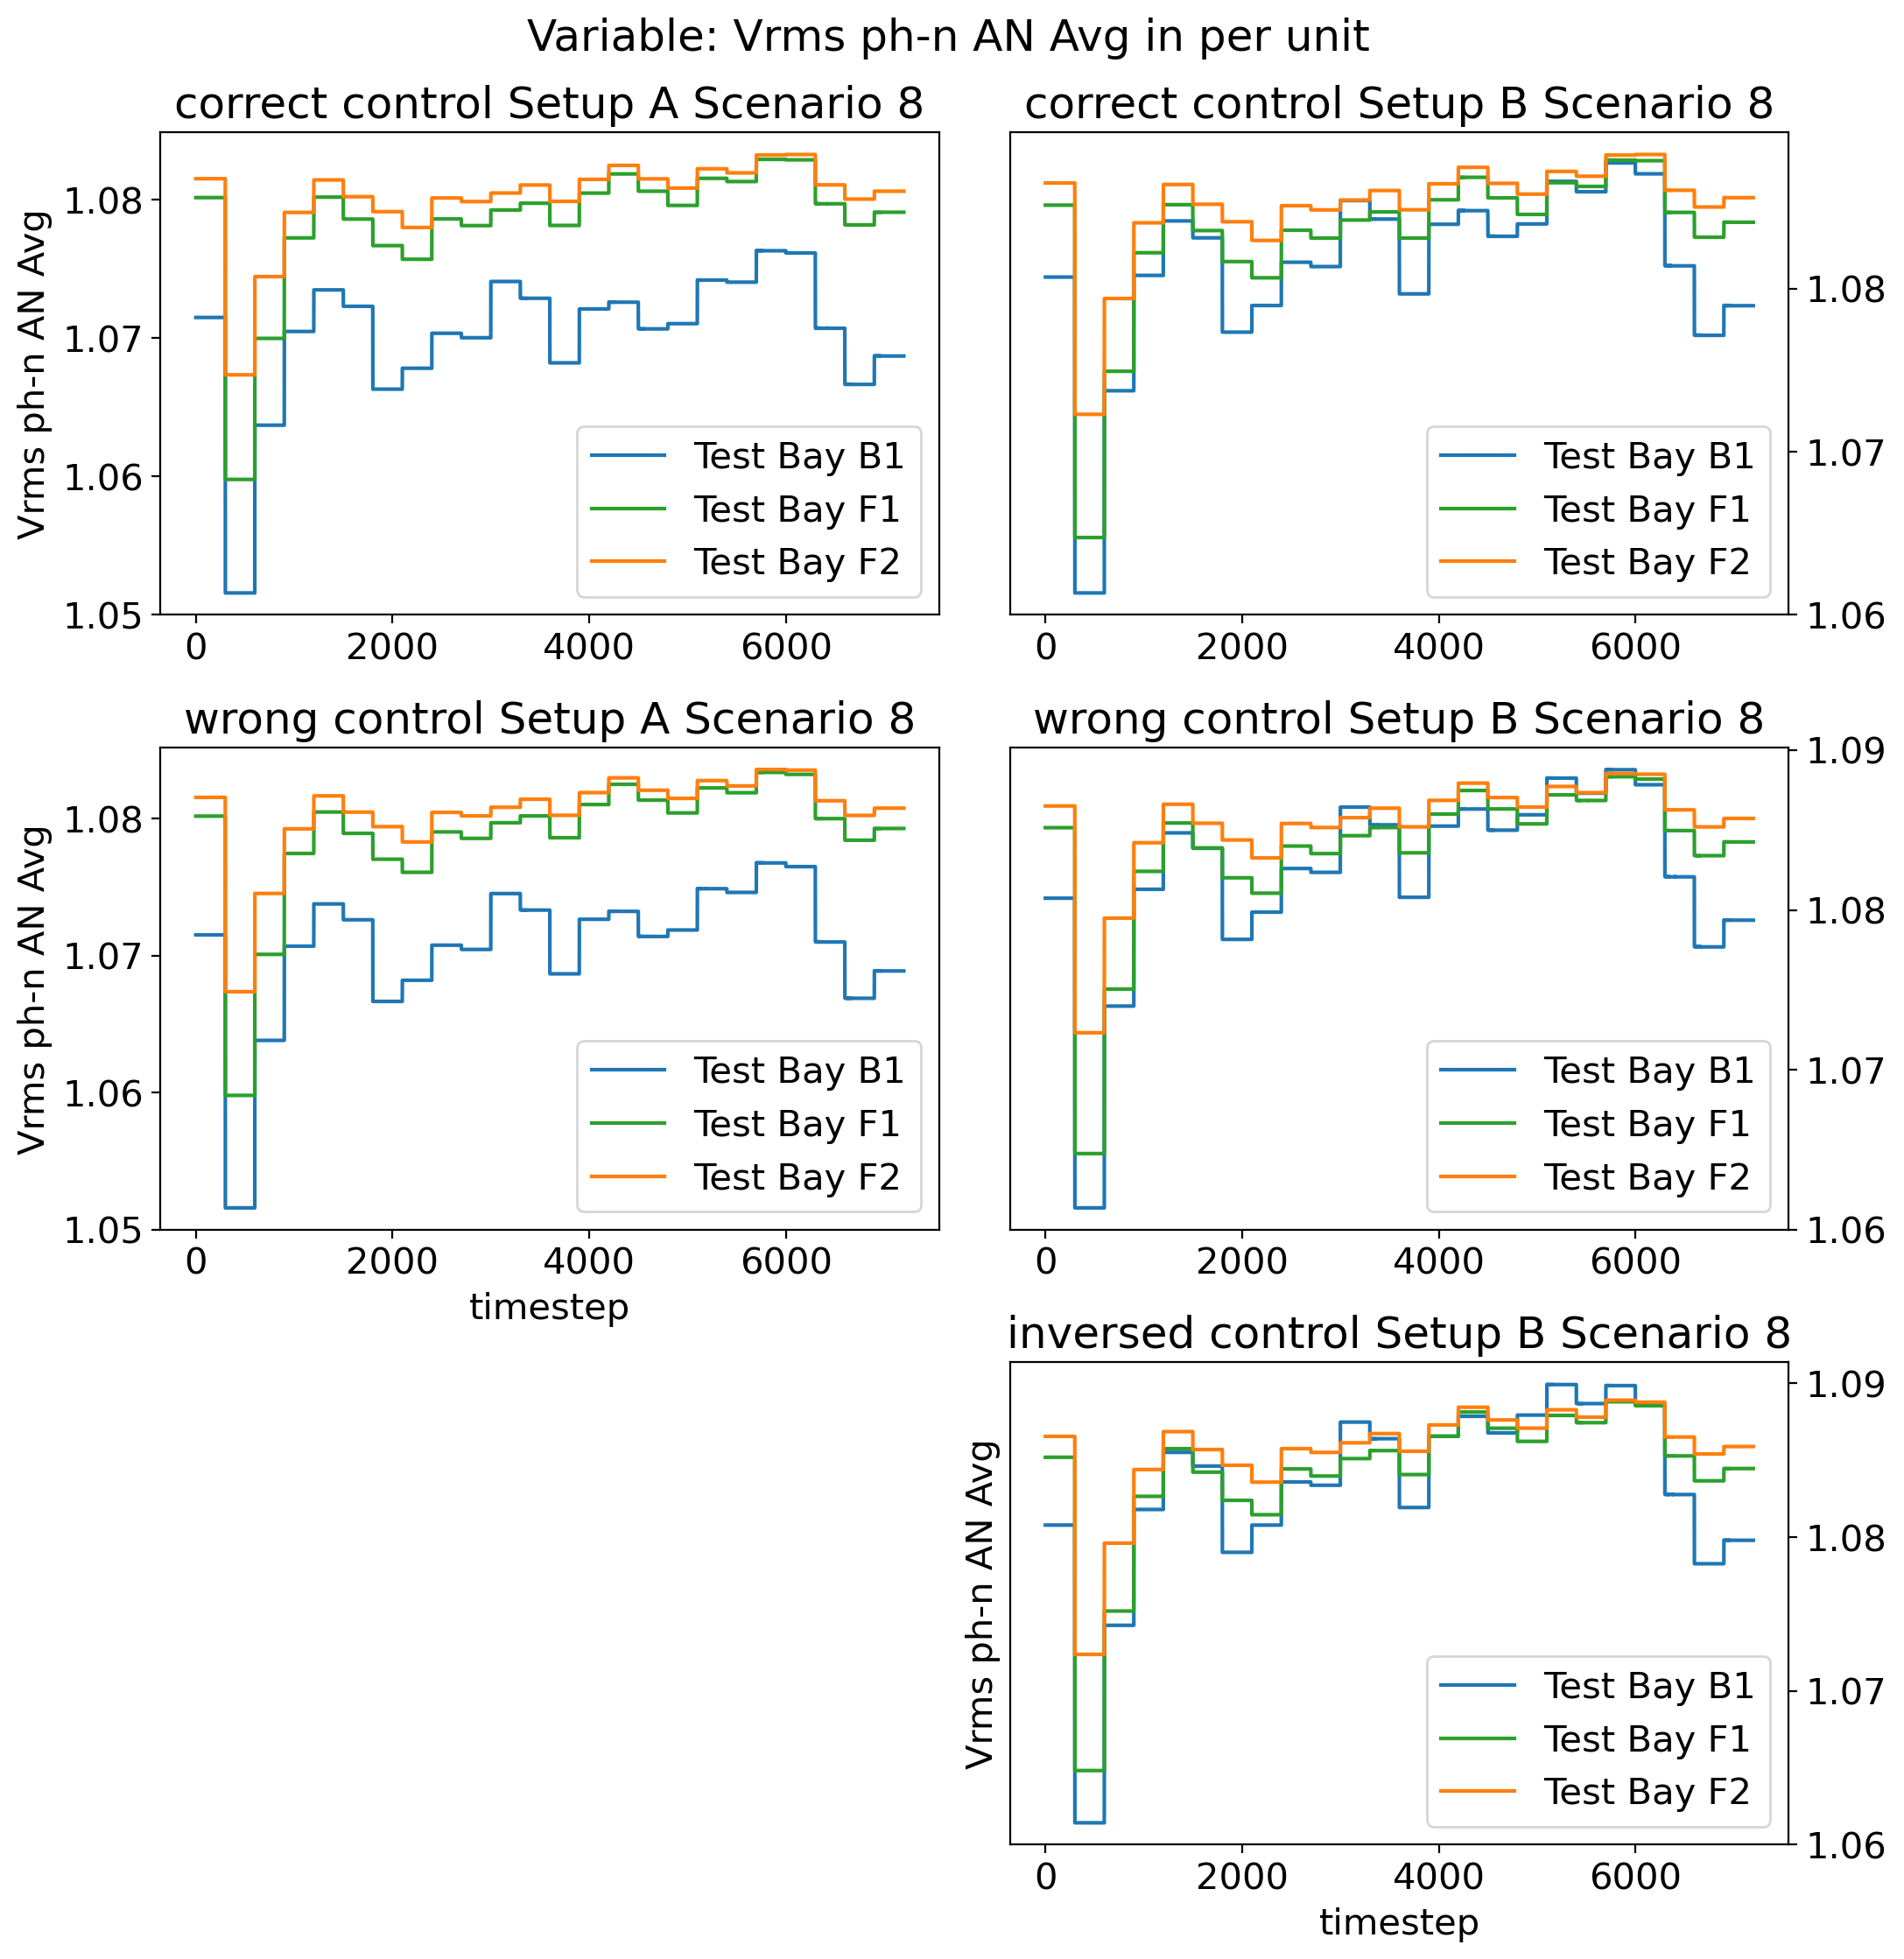 Variable: Vrms ph-n AN Avg in per unit
correct control Setup A Scenario 8
Vrms ph-n AN Avg
1.08
1.07
1.06
1.05
Test Bay B1
Test Bay F1
Test Bay F2
0 2000 4000 6000
correct control Setup B Scenario 8
1.08
1.07
1.06
Test Bay B1
Test Bay F1
Test Bay F2
0 2000 4000 6000
wrong control Setup A Scenario 8
Vrms ph-n AN Avg
1.08
1.07
1.06
1.05
Test Bay B1
Test Bay F1
Test Bay F2
0 2000 4000 6000
timestep
wrong control Setup B Scenario 8
1.09
1.08
1.07
1.06
Test Bay B1
Test Bay F1
Test Bay F2
0 2000 4000 6000
inversed control Setup B Scenario 8
Vrms ph-n AN Avg
1.09
1.08
1.07
1.06
Test Bay B1
Test Bay F1
Test Bay F2
0 2000 4000 6000
timestep